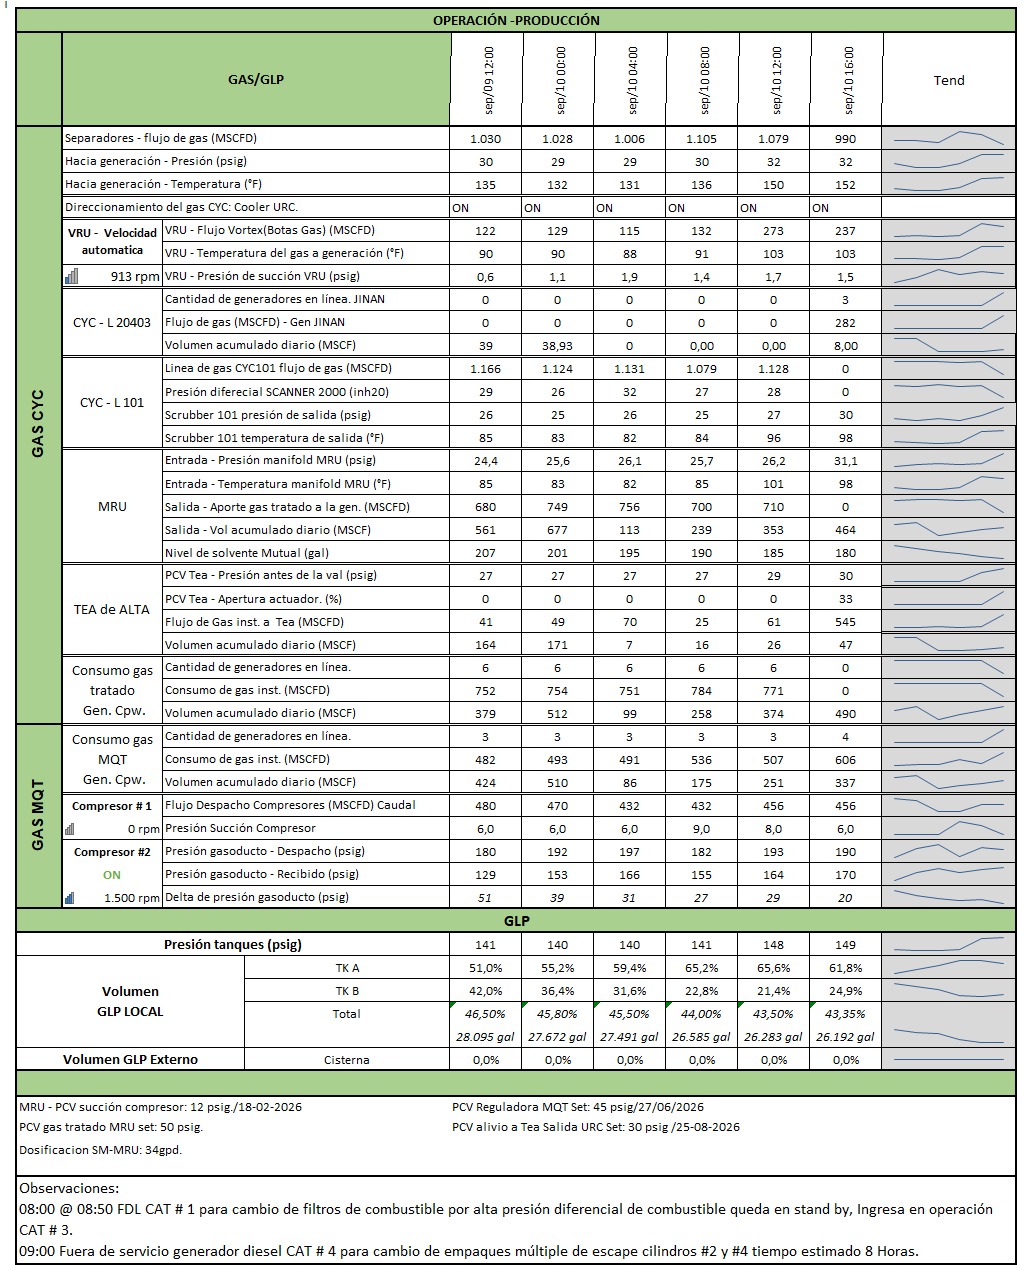 OPERACIÓN -PRODUCCIÓN
GAS/GLP sep/09 12:00 sep/10 00:00 sep/10 04:00 sep/10 08:00 sep/10 12:00 sep/10 16:00 Tend
GAS CYC
Separadores - flujo de gas (MSCFD) 1.030 1.028 1.006 1.105 1.079 990
Hacia generación - Presión (psig) 30 29 29 30 32 32
Hacia generación - Temperatura (°F) 135 132 131 136 150 152
Direccionamiento del gas CYC: Cooler URC. ON ON ON ON ON ON
VRU - Velocidad automatica
913 rpm
VRU - Flujo Vortex(Botas Gas) (MSCFD) 122 129 115 132 273 237
VRU - Temperatura del gas a generación (°F) 90 90 88 91 103 103
VRU - Presión de succión VRU (psig) 0,6 1,1 1,9 1,4 1,7 1,5
CYC - L 20403
Cantidad de generadores en línea. JINAN 0 0 0 0 0 3
Flujo de gas (MSCFD) - Gen JINAN 0 0 0 0 0 282
Volumen acumulado diario (MSCF) 39 38,93 0 0,00 0,00 8,00
CYC - L 101
Linea de gas CYC101 flujo de gas (MSCFD) 1.166 1.124 1.131 1.079 1.128 0
Presión diferecial SCANNER 2000 (inh20) 29 26 32 27 28 0
Scrubber 101 presión de salida (psig) 26 25 26 25 27 30
Scrubber 101 temperatura de salida (°F) 85 83 82 84 96 98
MRU
Entrada - Presión manifold MRU (psig) 24,4 25,6 26,1 25,7 26,2 31,1
Entrada - Temperatura manifold MRU (°F) 85 83 82 85 101 98
Salida - Aporte gas tratado a la gen. (MSCFD) 680 749 756 700 710 0
Salida - Vol acumulado diario (MSCF) 561 677 113 239 353 464
Nivel de solvente Mutual (gal) 207 201 195 190 185 180
TEA de ALTA
PCV Tea - Presión antes de la val (psig) 27 27 27 27 29 30
PCV Tea - Apertura actuador. (%) 0 0 0 0 0 33
Flujo de Gas inst. a Tea (MSCFD) 41 49 70 25 61 545
Volumen acumulado diario (MSCF) 164 171 7 16 26 47
Consumo gas tratado Gen. Cpw.
Cantidad de generadores en línea. 6 6 6 6 6 0
Consumo de gas inst. (MSCFD) 752 754 751 784 771 0
Volumen acumulado diario (MSCF) 379 512 99 258 374 490
GAS MQT
Consumo gas MQT Gen. Cpw.
Cantidad de generadores en línea. 3 3 3 3 3 4
Consumo de gas inst. (MSCFD) 482 493 491 536 507 606
Volumen acumulado diario (MSCF) 424 510 86 175 251 337
Compresor # 1
0 rpm
Flujo Despacho Compresores (MSCFD) Caudal 480 470 432 432 456 456
Presión Succión Compresor 6,0 6,0 6,0 9,0 8,0 6,0
Compresor #2
ON
1.500 rpm
Presión gasoducto - Despacho (psig) 180 192 197 182 193 190
Presión gasoducto - Recibido (psig) 129 153 166 155 164 170
Delta de presión gasoducto (psig) 51 39 31 27 29 20
GLP
Presión tanques (psig) 141 140 140 141 148 149
Volumen GLP LOCAL
TK A 51,0% 55,2% 59,4% 65,2% 65,6% 61,8%
TK B 42,0% 36,4% 31,6% 22,8% 21,4% 24,9%
Total 46,50% 45,80% 45,50% 44,00% 43,50% 43,35%
28.095 gal 27.672 gal 27.491 gal 26.585 gal 26.283 gal 26.192 gal
Volumen GLP Externo Cisterna 0,0% 0,0% 0,0% 0,0% 0,0% 0,0%
MRU - PCV succión compresor: 12 psig./18-02-2026 PCV Reguladora MQT Set: 45 psig/27/06/2026
PCV gas tratado MRU set: 50 psig. PCV alivio a Tea Salida URC Set: 30 psig /25-08-2026
Dosificacion SM-MRU: 34gpd.
Observaciones:
08:00 @ 08:50 FDL CAT # 1 para cambio de filtros de combustible por alta presión diferencial de combustible queda en stand by, Ingresa en operación
CAT # 3.
09:00 Fuera de servicio generador diesel CAT # 4 para cambio de empaques múltiple de escape cilindros #2 y #4 tiempo estimado 8 Horas.